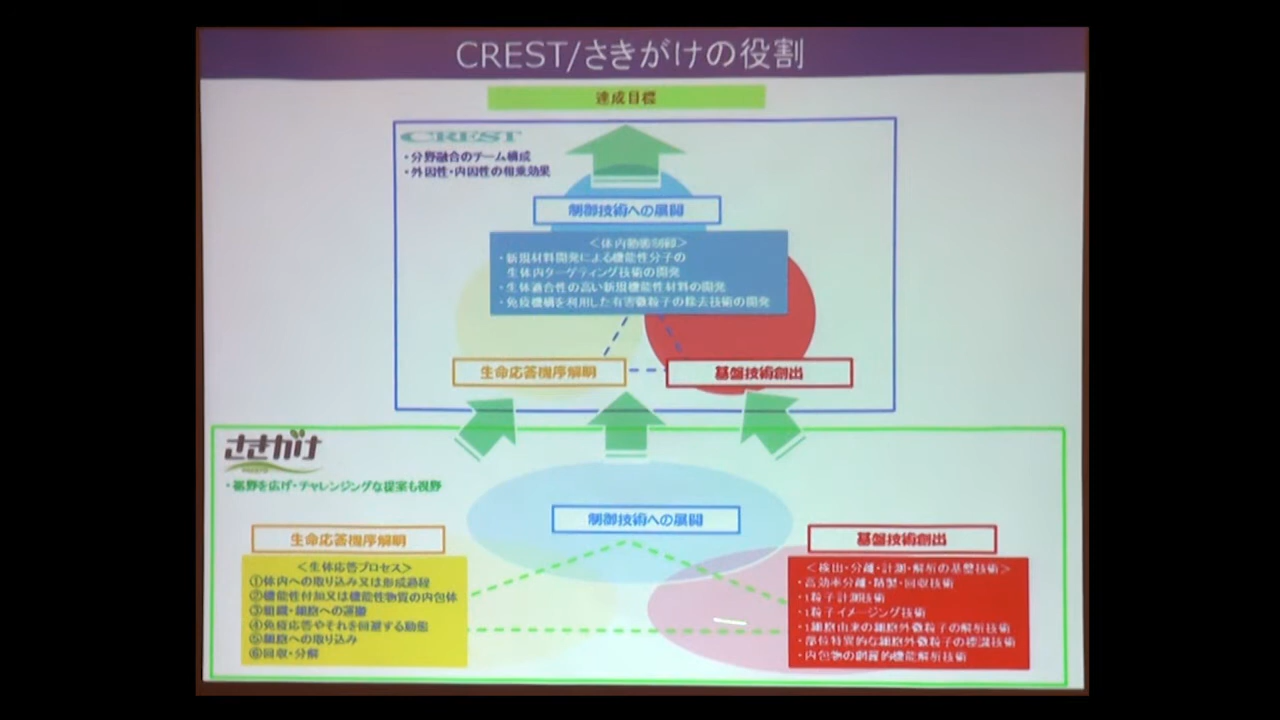 CREST/さきがけの役割
達成目標
CREST
・分野融合のチーム構成
・外因性・内因性の相乗効果
制御技術への展開
＜体内動態制御＞
・新規材料開発による機能性分子の
生体内ターゲティング技術の開発
・生体適合性の高い新規機能性材料の開発
・免疫機構を利用した有害微粒子の除去技術の開発
生命応答機序解明
基盤技術創出
さきがけ
・裾野を広げ・チャレンジングな提案も視野
制御技術への展開
生命応答機序解明
＜生体応答プロセス＞
①体内への取り込み又は形成過程
②機能性付加又は機能性物質の内包体
③組織・細胞への運搬
④免疫応答やそれを回避する動態
⑤細胞への取り込み
⑥回収・分解
基盤技術創出
＜検出・分離・計測・解析の基盤技術＞
・高効率分離・精製・回収技術
・1粒子計測技術
・1粒子イメージング技術
・1細胞由来の細胞外微粒子の解析技術
・部位特異的な細胞外微粒子の標識技術
・内包物の網羅的機能解析技術